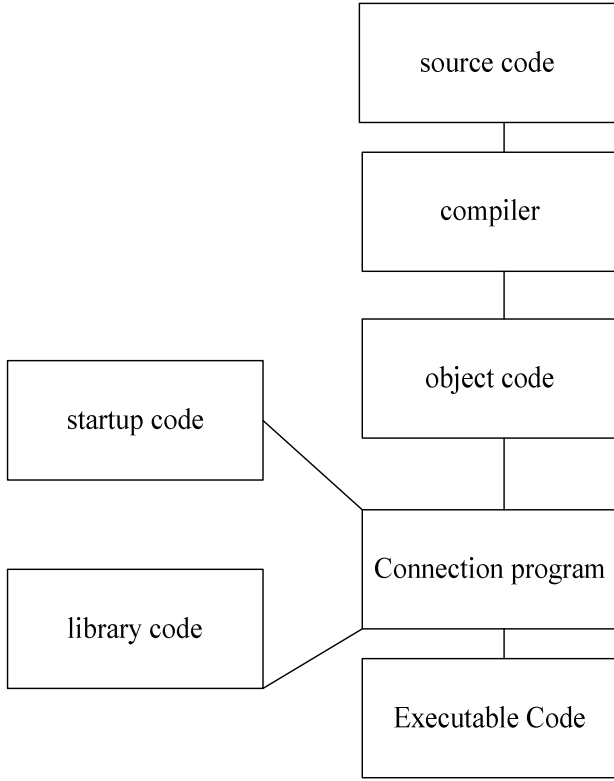 source code
compiler
object code
startup code
Connection program
library code
Executable Code